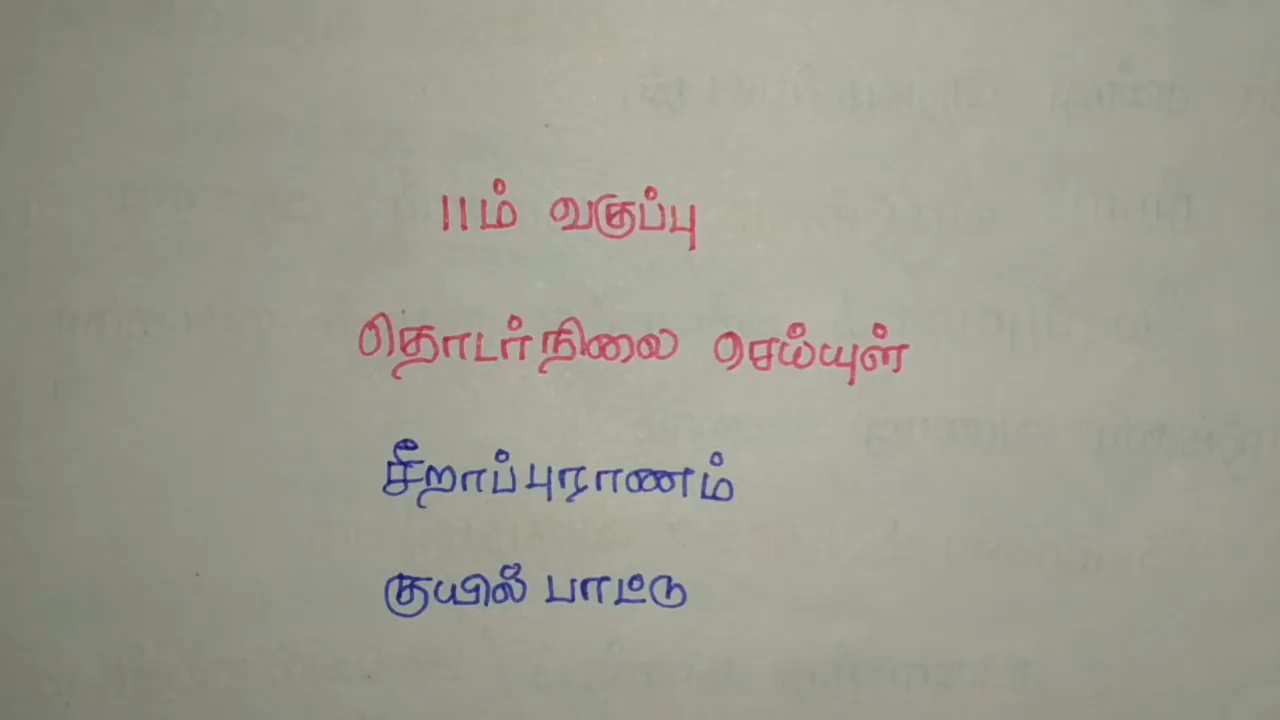 11ம் வகுப்பு
தொடர்நிலை செய்யுள்
சீறாப்புராணம்
குயில் பாட்டு